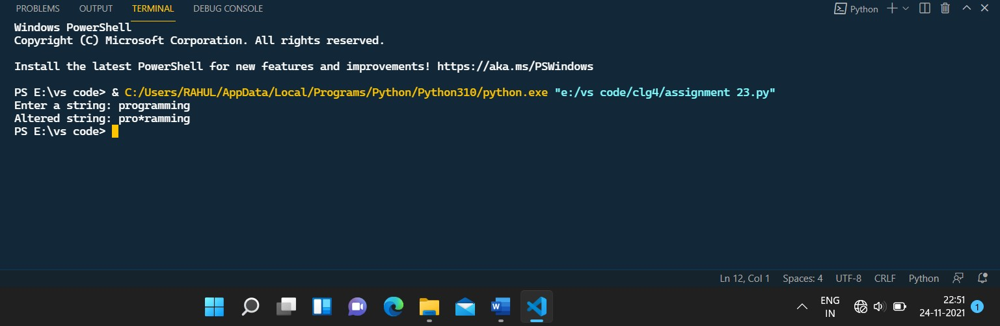 PROBLEMS OUTPUT TERMINAL DEBUG CONSOLE Python
Windows PowerShell
Copyright (C) Microsoft Corporation. All rights reserved.
Install the latest PowerShell for new features and improvements! https://aka.ms/PSWindows
PS E:\vs code> & C:/Users/RAHUL/AppData/Local/Programs/Python/Python310/python.exe "e:/vs code/clg4/assignment 23.py"
Enter a string: programming
Altered string: pro*ramming
PS E:\vs code>
Ln 12, Col 1 Spaces: 4 UTF-8 CRLF Python
W
ENG
IN
22:51
24-11-2021
1